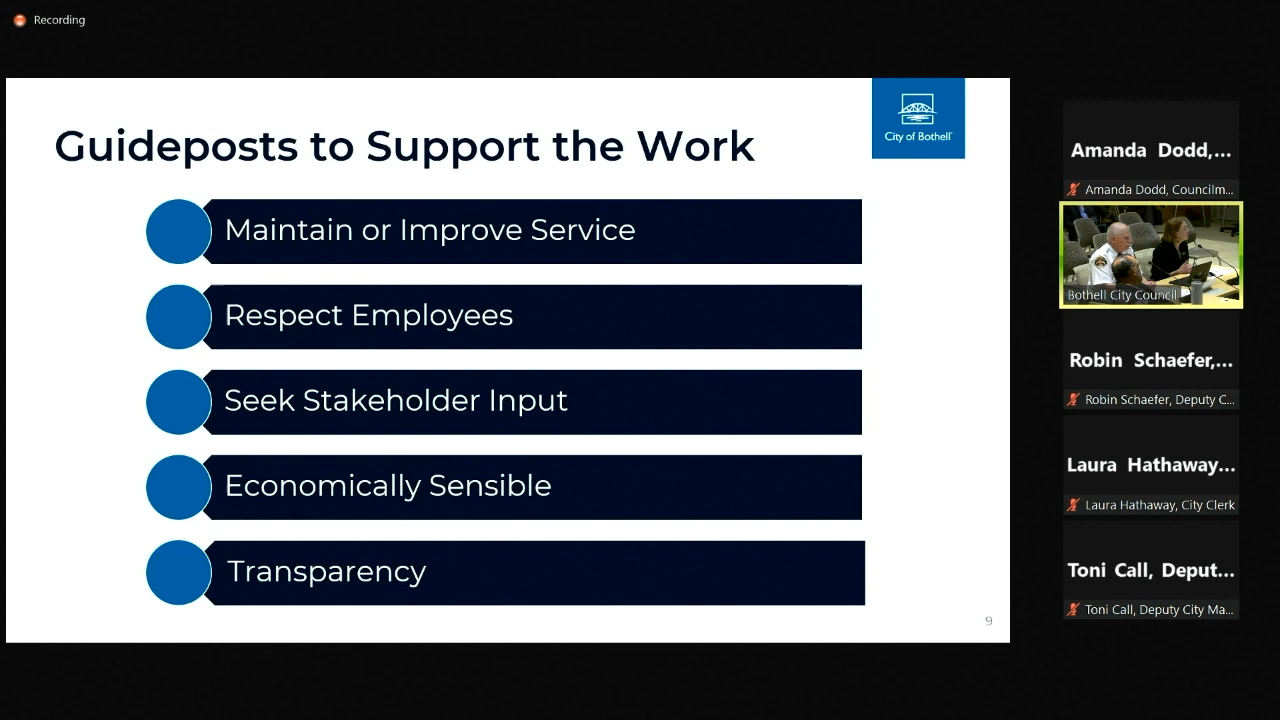 Recording
Guideposts to Support the Work
City of Bothell
Maintain or Improve Service
Respect Employees
Seek Stakeholder Input
Economically Sensible
Transparency
9
Amanda Dodd,...
Amanda Dodd, Councilm...
Bothell City Council
Robin Schaefer,...
Robin Schaefer, Deputy C...
Laura Hathaway...
Laura Hathaway, City Clerk
Toni Call, Deput...
Toni Call, Deputy City Ma...